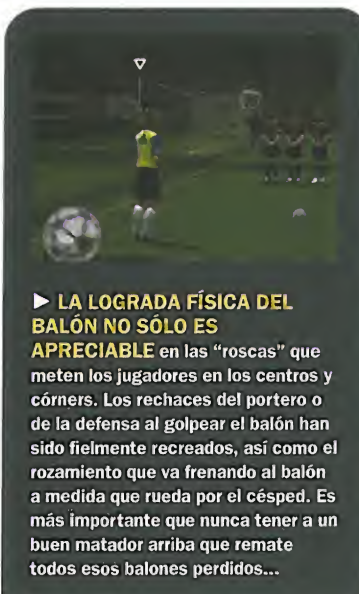 ► LA LOGRADA FÍSICA DEL
BALÓN NO SÓLO ES
APRECIABLE en las “roscas” que
meten los jugadores en los centros y
córners. Los rechaces del portero o
de la defensa al golpear el balón han
sido fielmente recreados, así como el
rozamiento que va frenando al balón
a medida que rueda por el césped. Es
más importante que nunca tener a un
buen matador arriba que remate
todos esos balones perdidos...